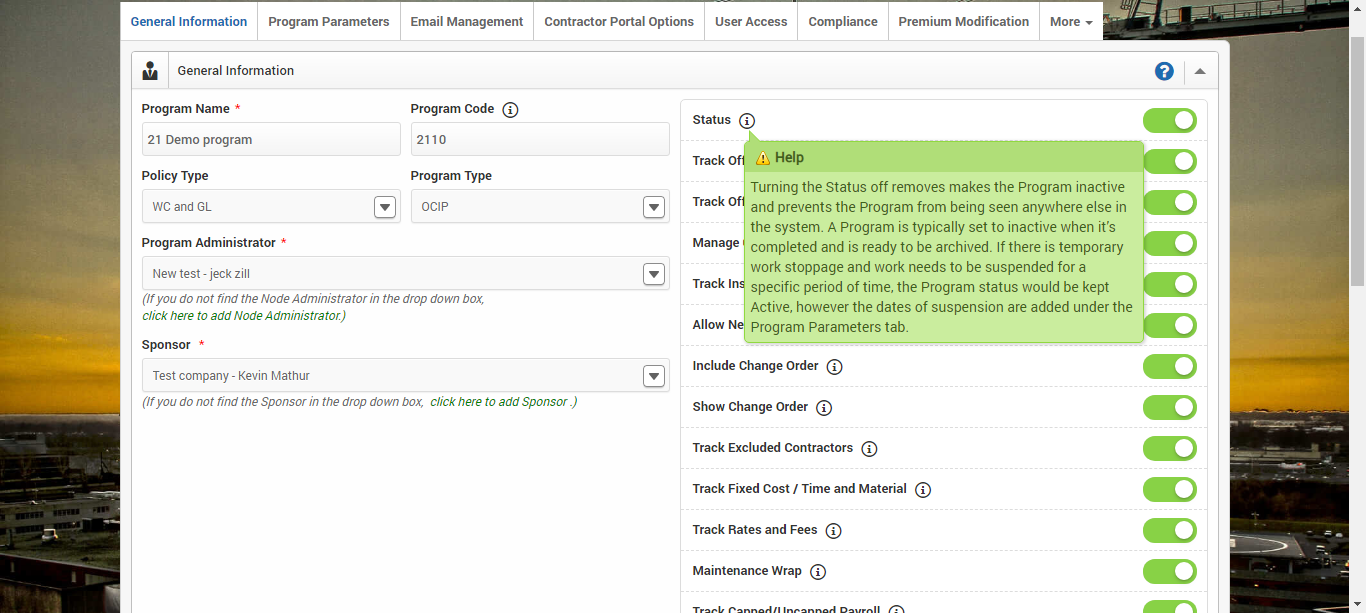 General Information
Program Parameters
Email Management
Contractor Portal Options
User Access
Compliance
Premium Modification
More
General Information
Program Name *
Program Code
21 Demo program
2110
Policy Type
Program Type
WC and GL
OCIP
Program Administrator *
New test - jeck zill
(If you do not find the Node Administrator in the drop down box,
click here to add Node Administrator.)
Sponsor *
Test company - Kevin Mathur
(If you do not find the Sponsor in the drop down box, click here to add Sponsor .)
Status
Track Off
Track Off
Manage
Track Ins
Allow Ne
Help
Turning the Status off removes makes the Program inactive
and prevents the Program from being seen anywhere else in
the system. A Program is typically set to inactive when it's
completed and is ready to be archived. If there is temporary
work stoppage and work needs to be suspended for a
specific period of time, the Program status would be kept
Active, however the dates of suspension are added under the
Program Parameters tab.
Include Change Order
Show Change Order
Track Excluded Contractors
Track Fixed Cost / Time and Material
Track Rates and Fees
Maintenance Wrap
Track Capped/Uncapped Payroll